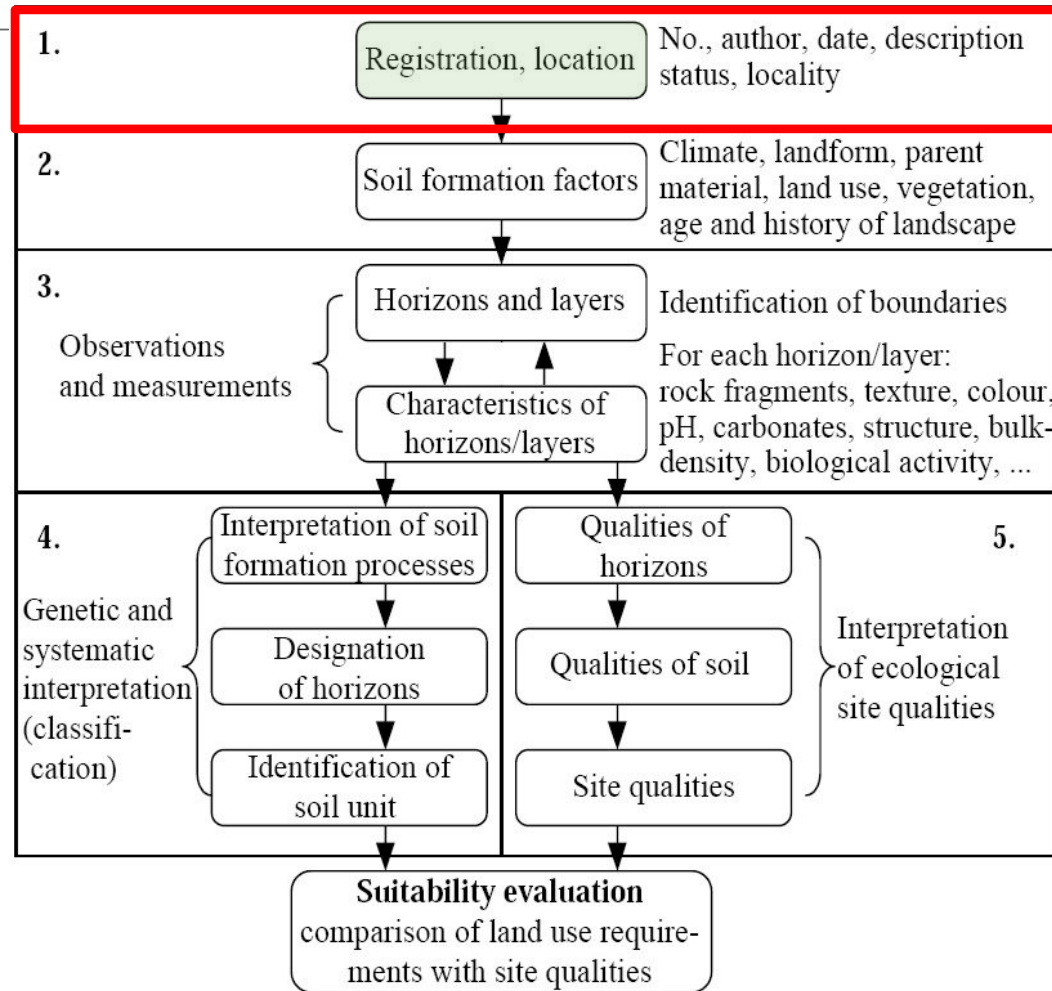 1.
Registration, location
No., author, date, description
status, locality
2.
Soil formation factors
Climate, landform, parent
material, land use, vegetation,
age and history of landscape
3.
Observations
and measurements
Horizons and layers
Identification of boundaries
Characteristics of
horizons/layers
For each horizon/layer:
rock fragments, texture, colour,
pH, carbonates, structure, bulk-
density, biological activity, ...
4.
Genetic and
systematic
interpretation
(classifi-
cation)
Interpretation of soil
formation processes
Designation
of horizons
Identification of
soil unit
5.
Qualities of
horizons
Qualities of soil
Site qualities
Interpretation
of ecological
site qualities
Suitability evaluation
comparison of land use require-
ments with site qualities